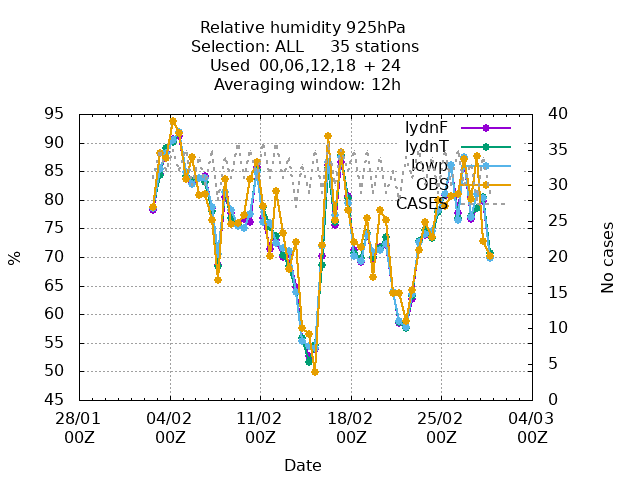 Relative humidity 925hPa
Selection: ALL 35 stations
Used 00,06,12,18 + 24
Averaging window: 12h
95
90
85
80
75
70
65
60
55
50
45
%
40
35
30
25
20
15
10
5
0
No cases
lydnF
lydnT
lowp
OBS
CASES
28/01 04/02 11/02 18/02 25/02 04/03
00Z 00Z 00Z 00Z 00Z 00Z
Date